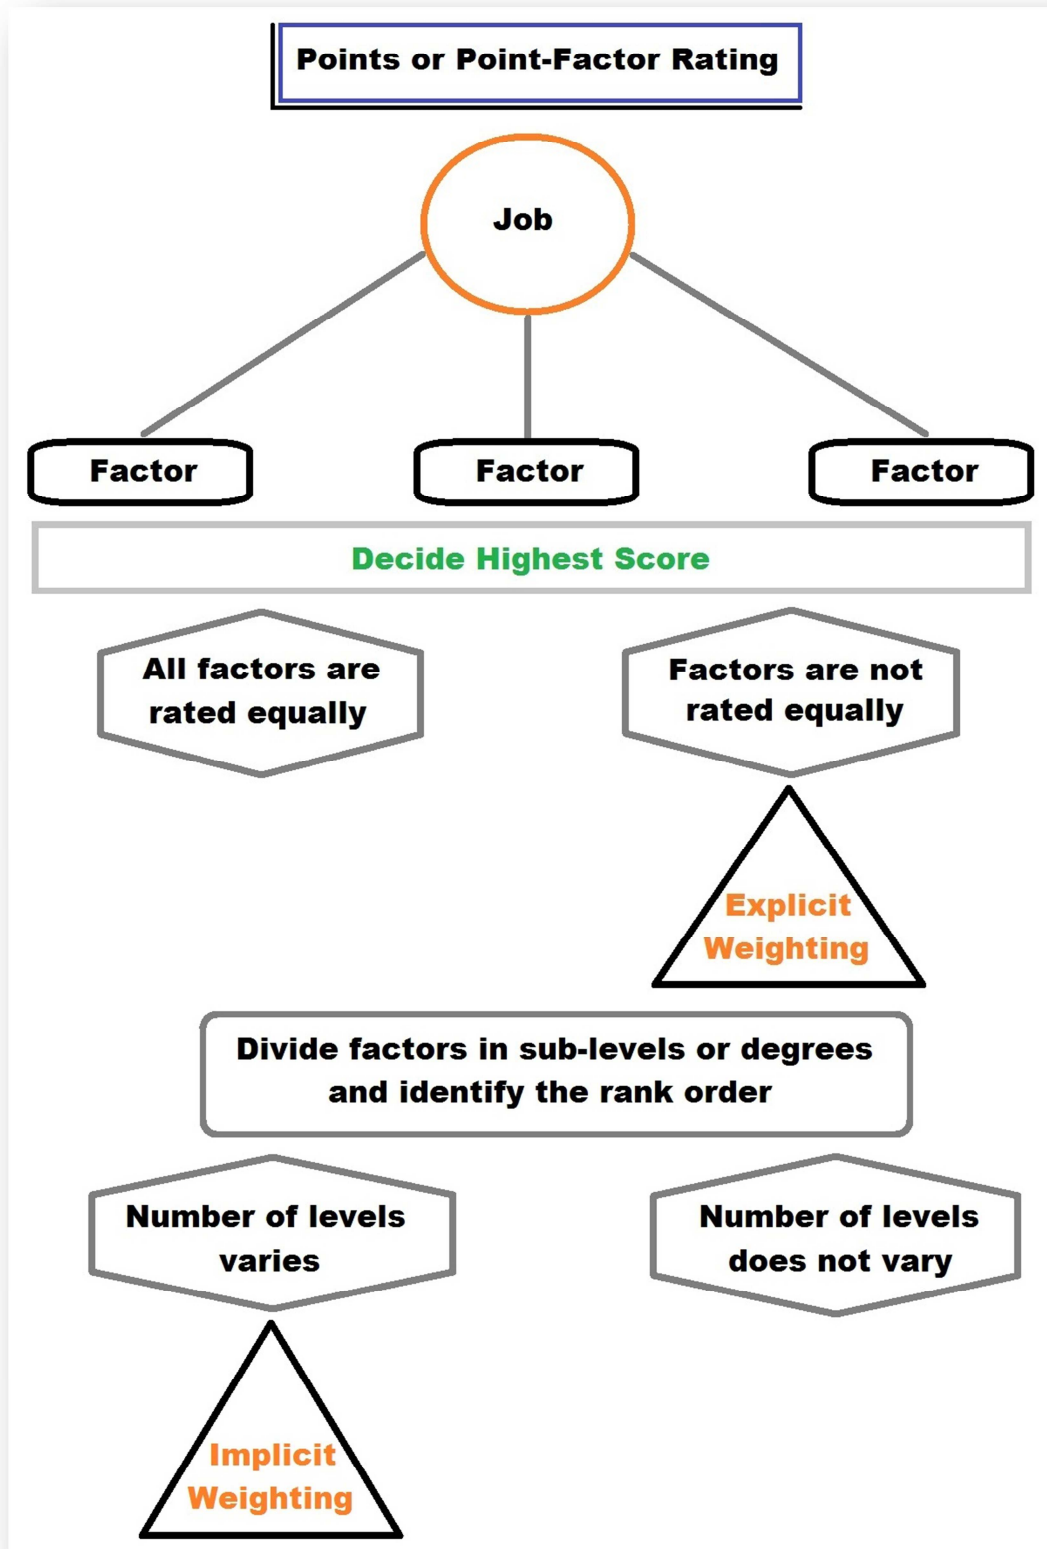 Points or Point-Factor Rating
Job
Factor
Factor
Factor
Decide Highest Score
All factors are
rated equally
Factors are not
rated equally
Explicit
Weighting
Divide factors in sub-levels or degrees
and identify the rank order
Number of levels
varies
Number of levels
does not vary
Implicit
Weighting